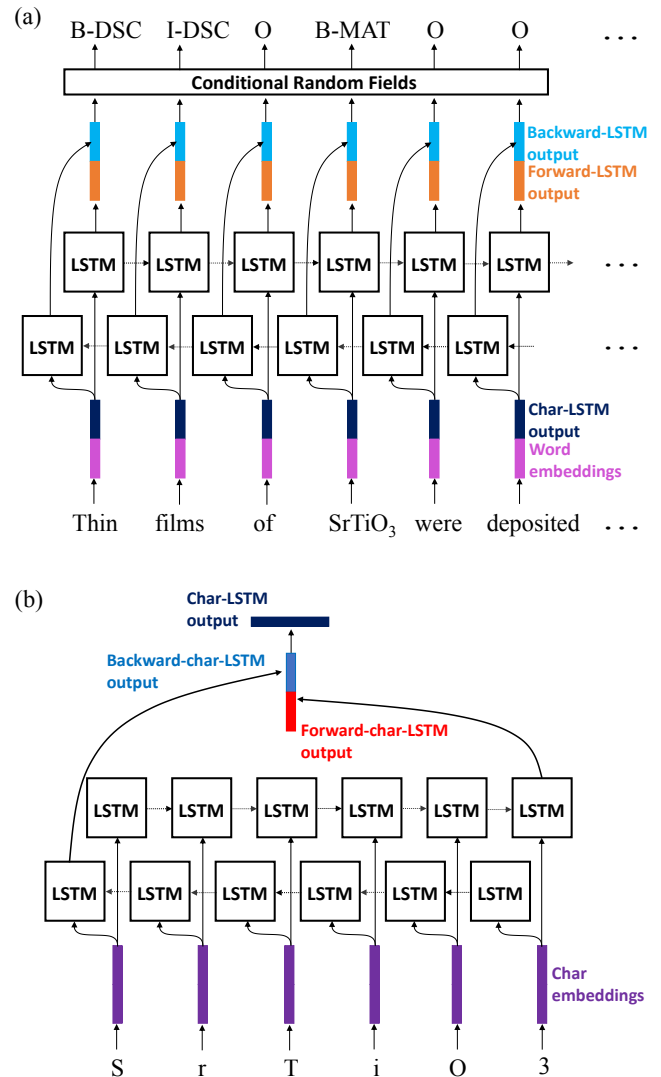 (a)
B-DSC I-DSC O B-MAT O O ...
Conditional Random Fields
Backward-LSTM
output
Forward-LSTM
output
LSTM LSTM LSTM LSTM LSTM LSTM ...
LSTM LSTM LSTM LSTM LSTM LSTM ...
Char-LSTM
output
Word
embeddings
Thin films of SrTiO₃ were deposited ...
(b)
Char-LSTM
output
Backward-char-LSTM
output
Forward-char-LSTM
output
LSTM LSTM LSTM LSTM LSTM LSTM
LSTM LSTM LSTM LSTM LSTM LSTM
Char
embeddings
S r T i O 3